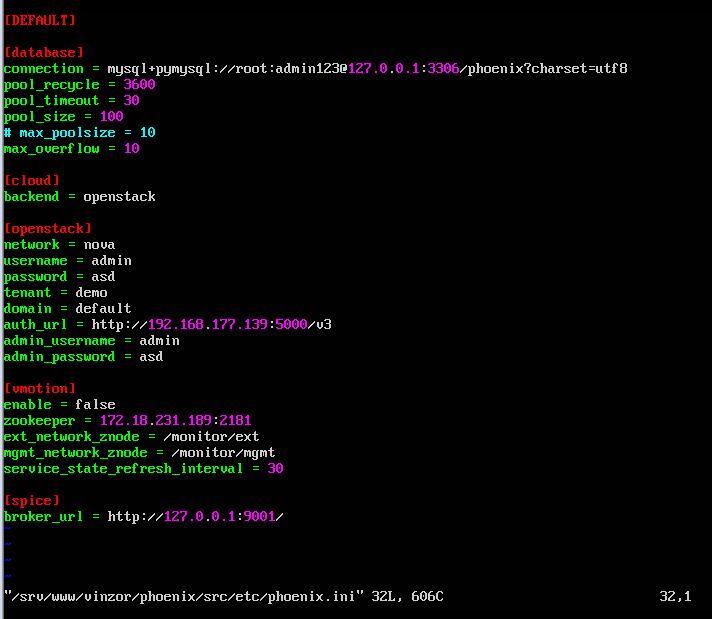 [DEFAULT]
[database]
connection = mysql+pymysql://root:admin123@127.0.0.1:3306/phoenix?charset=utf8
pool_recycle = 3600
pool_timeout = 30
pool_size = 100
# max_poolsize = 10
max_overflow = 10
[cloud]
backend = openstack
[openstack]
network = nova
username = admin
password = asd
tenant = demo
domain = default
auth_url = http://192.168.177.139:5000/v3
admin_username = admin
admin_password = asd
[vmotion]
enable = false
zookeeper = 172.18.231.189:2181
ext_network_znode = /monitor/ext
mgmt_network_znode = /monitor/mgmt
service_state_refresh_interval = 30
[spice]
broker_url = http://127.0.0.1:9001/
~
~
~
~
"/srv/www/vinzor/phoenix/src/etc/phoenix.ini" 32L, 606C 32,1